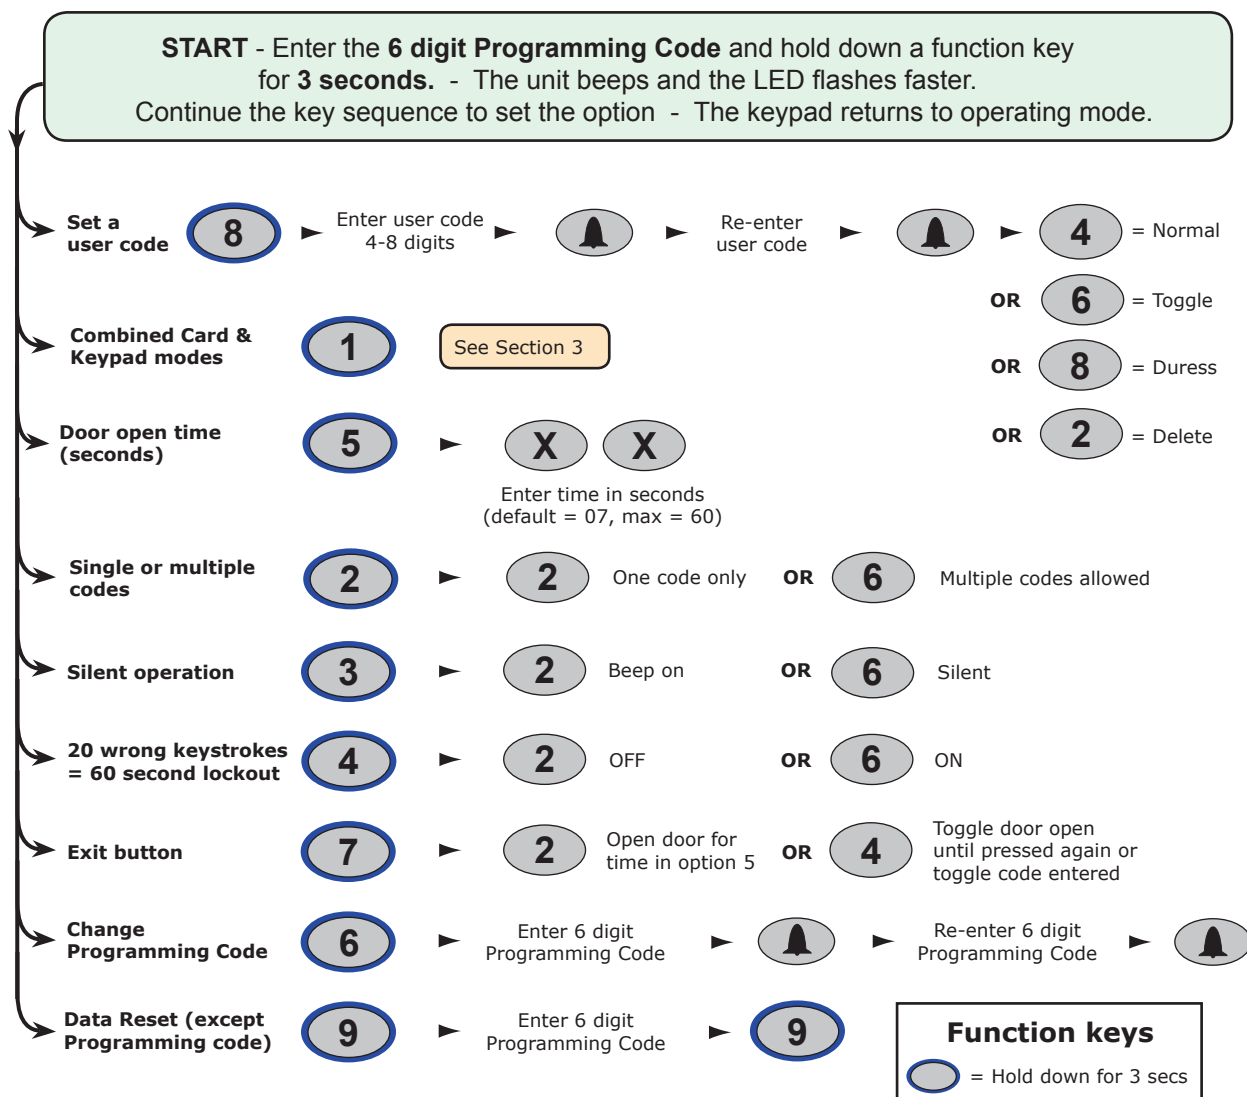 START - Enter the 6 digit Programming Code and hold down a function key
for 3 seconds. - The unit beeps and the LED flashes faster.
Continue the key sequence to set the option - The keypad returns to operating mode.
Set a
user code
8
Enter user code
4-8 digits
Re-enter
user code
4 = Normal
OR 6 = Toggle
OR 8 = Duress
OR 2 = Delete
Combined Card &
Keypad modes
1
See Section 3
Door open time
(seconds)
5
X X
Enter time in seconds
(default = 07, max = 60)
Single or multiple
codes
2
2 One code only OR 6 Multiple codes allowed
Silent operation
3
2 Beep on OR 6 Silent
20 wrong keystrokes
= 60 second lockout
4
2 OFF OR 6 ON
Exit button
7
2
Open door for
time in option 5
OR 4
Toggle door open
until pressed again or
toggle code entered
Change
Programming Code
6
Enter 6 digit
Programming Code
Re-enter 6 digit
Programming Code
Data Reset (except
Programming code)
9
Enter 6 digit
Programming Code
9
Function keys
= Hold down for 3 secs